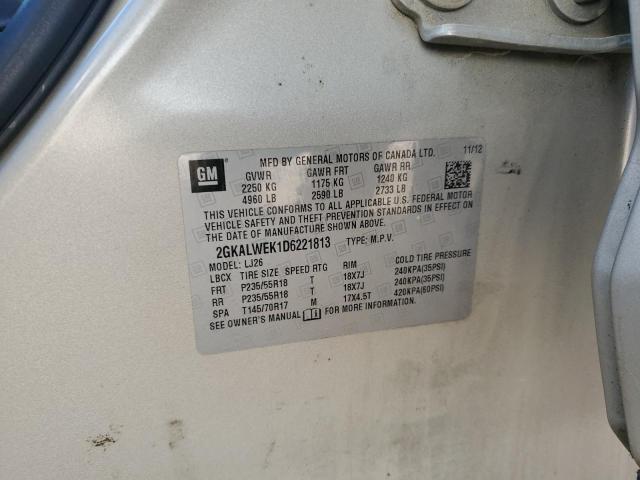 GM
MFD BY GENERAL MOTORS OF CANADA LTD. 11/12
GVWR GAWR FRT GAWR RR
2250 KG 1175 KG 1240 KG
4960 LB 2590 LB 2733 LB
THIS VEHICLE CONFORMS TO ALL APPLICABLE U.S. FEDERAL MOTOR
VEHICLE SAFETY AND THEFT PREVENTION STANDARDS IN EFFECT ON
THE DATE OF MANUFACTURE SHOWN ABOVE.
2GKALWEK1D6221813 TYPE: M.P.V.
MODEL: LJ26
LBCX TIRE SIZE SPEED RTG RIM COLD TIRE PRESSURE
FRT P235/55R18 T 18X7J 240KPA(35PSI)
RR P235/55R18 T 18X7J 240KPA(35PSI)
SPA T145/70R17 M 17X4.5T 420KPA(60PSI)
SEE OWNER'S MANUAL FOR MORE INFORMATION.